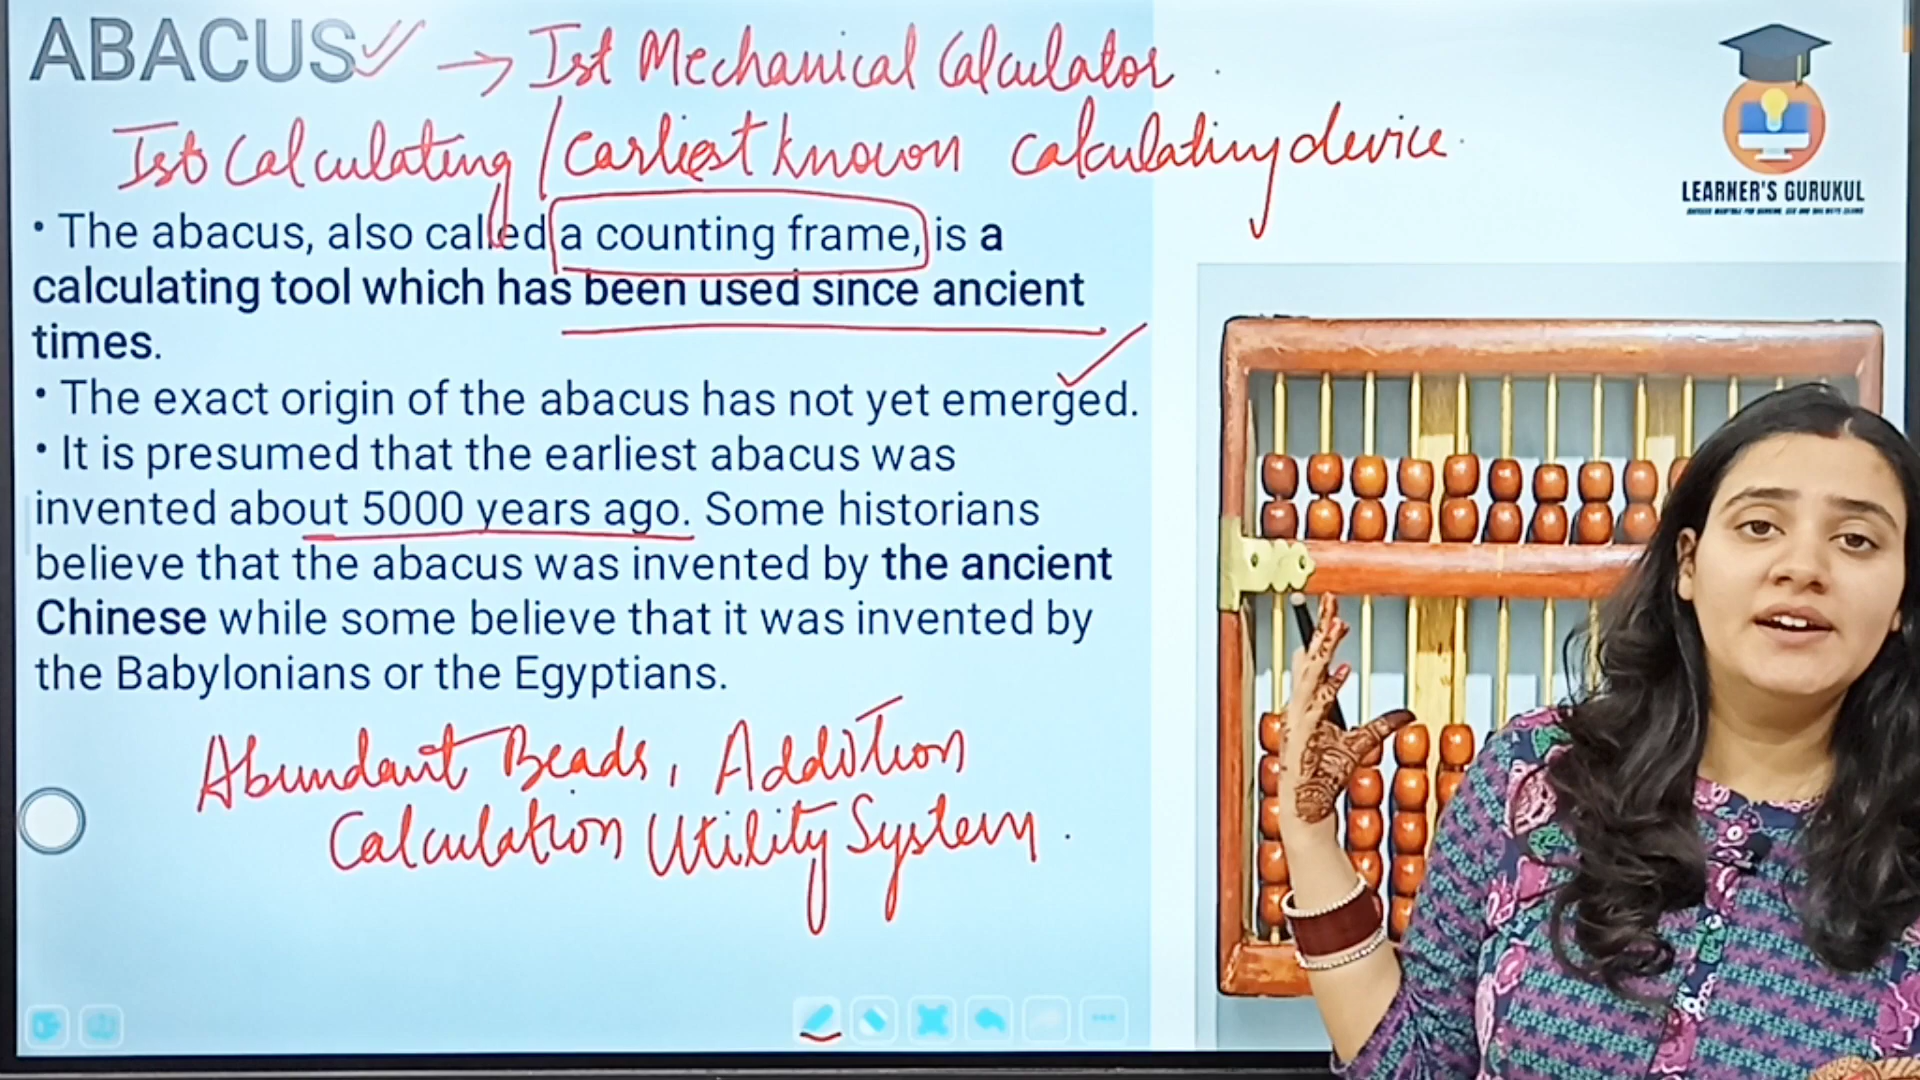 ABACUS → Ist Mechanical Calculator.
Ist Calculating / Earliest known calculating device.
• The abacus, also called a counting frame, is a
calculating tool which has been used since ancient
times.
• The exact origin of the abacus has not yet emerged.
• It is presumed that the earliest abacus was
invented about 5000 years ago. Some historians
believe that the abacus was invented by the ancient
Chinese while some believe that it was invented by
the Babylonians or the Egyptians.
Abundant Beads, Addition
Calculation Utility System.
LEARNER'S GURUKUL